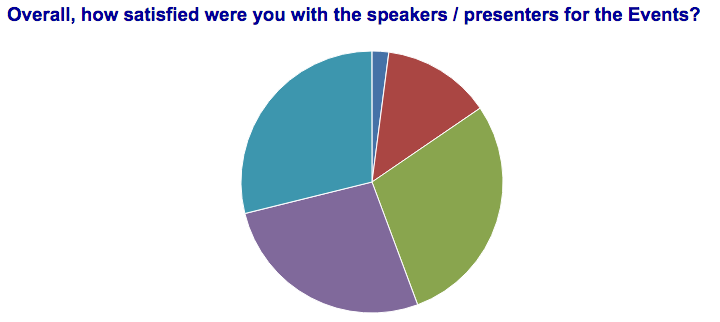 Overall, how satisfied were you with the speakers / presenters for the Events?